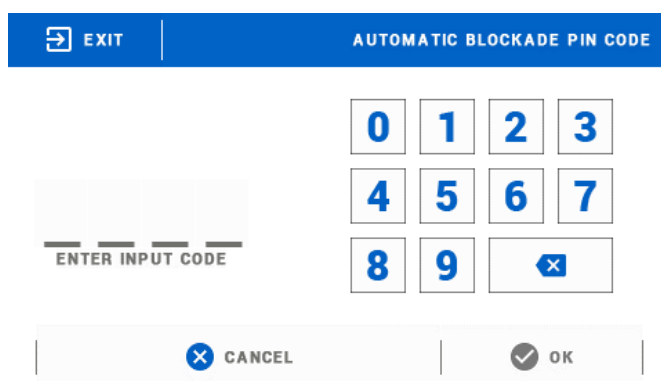 EXIT
AUTOMATIC BLOCKADE PIN CODE
0 1 2 3
4 5 6 7
8 9
ENTER INPUT CODE
CANCEL
OK